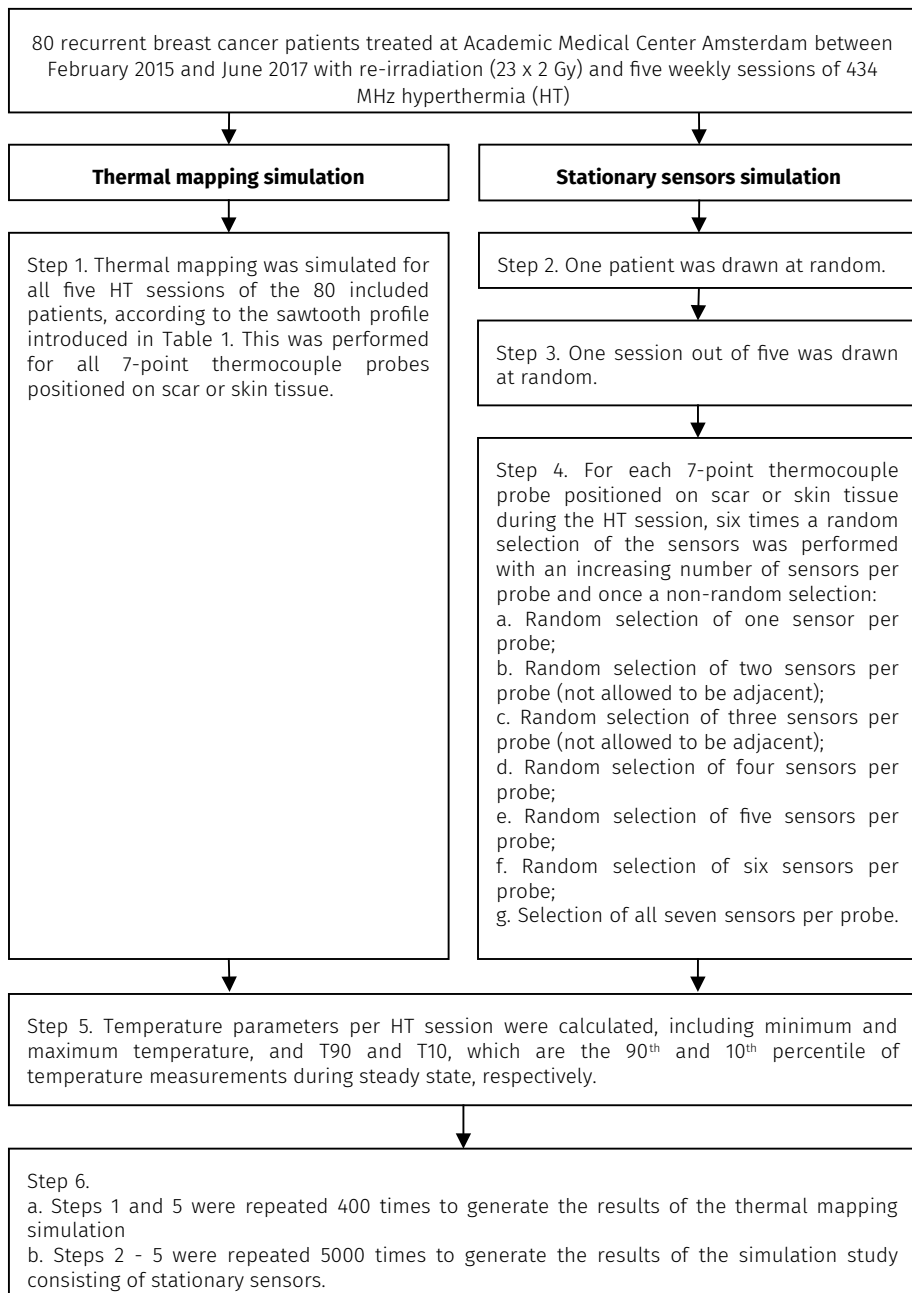 80 recurrent breast cancer patients treated at Academic Medical Center Amsterdam between
February 2015 and June 2017 with re-irradiation (23 x 2 Gy) and five weekly sessions of 434
MHz hyperthermia (HT)
Thermal mapping simulation
Step 1. Thermal mapping was simulated for
all five HT sessions of the 80 included
patients, according to the sawtooth profile
introduced in Table 1. This was performed
for all 7-point thermocouple probes
positioned on scar or skin tissue.
Stationary sensors simulation
Step 2. One patient was drawn at random.
Step 3. One session out of five was drawn
at random.
Step 4. For each 7-point thermocouple
probe positioned on scar or skin tissue
during the HT session, six times a random
selection of the sensors was performed
with an increasing number of sensors per
probe and once a non-random selection:
a. Random selection of one sensor per
probe;
b. Random selection of two sensors per
probe (not allowed to be adjacent);
c. Random selection of three sensors per
probe (not allowed to be adjacent);
d. Random selection of four sensors per
probe;
e. Random selection of five sensors per
probe;
f. Random selection of six sensors per
probe;
g. Selection of all seven sensors per probe.
Step 5. Temperature parameters per HT session were calculated, including minimum and
maximum temperature, and T90 and T10, which are the 90th and 10th percentile of
temperature measurements during steady state, respectively.
Step 6.
a. Steps 1 and 5 were repeated 400 times to generate the results of the thermal mapping
simulation
b. Steps 2 - 5 were repeated 5000 times to generate the results of the simulation study
consisting of stationary sensors.